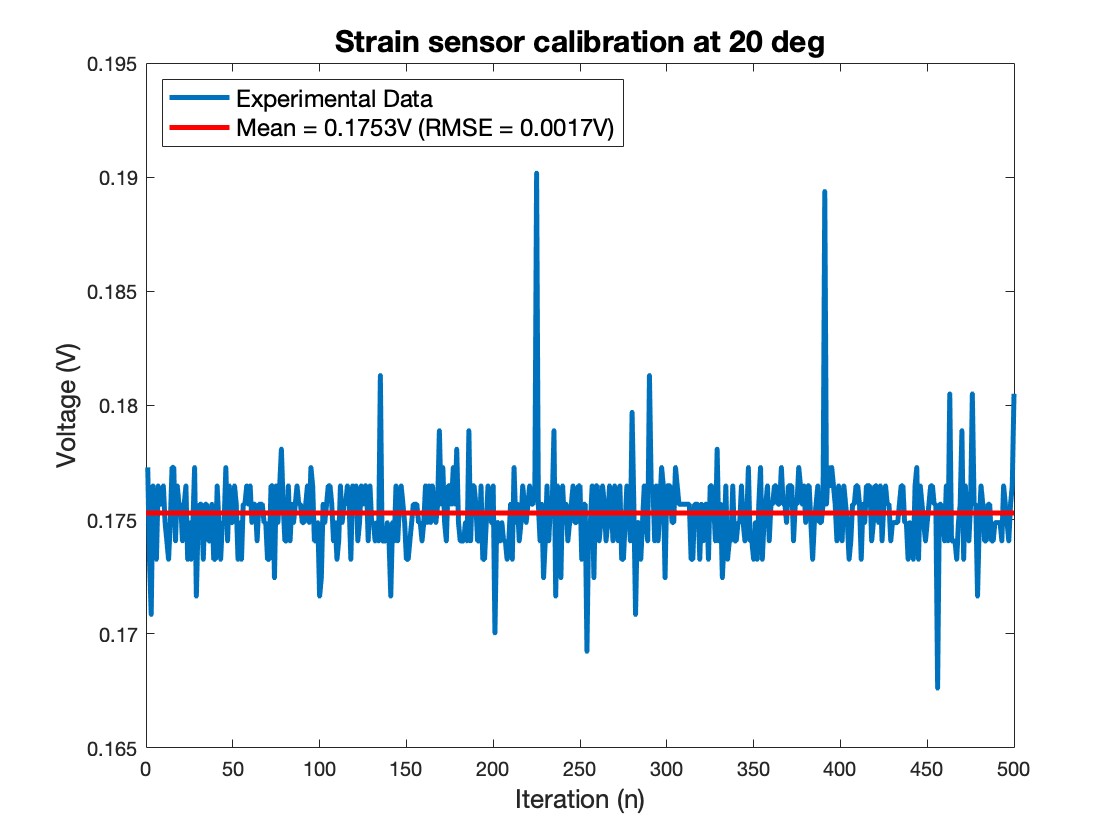 Strain sensor calibration at 20 deg
Experimental Data
Mean = 0.1753V (RMSE = 0.0017V)
Voltage (V)
0.195
0.19
0.185
0.18
0.175
0.17
0.165
0 50 100 150 200 250 300 350 400 450 500
Iteration (n)